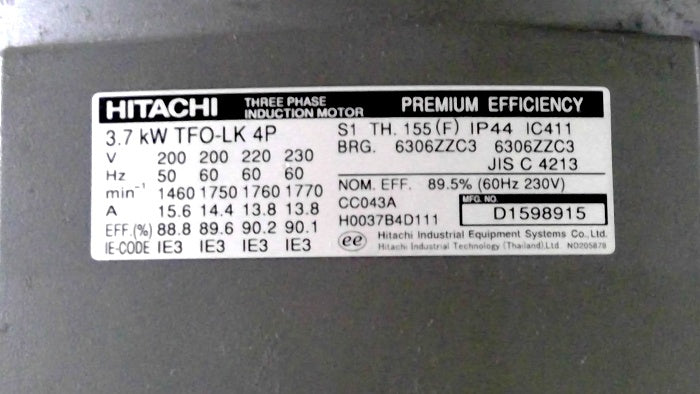 HITACHI THREE PHASE INDUCTION MOTOR PREMIUM EFFICIENCY
3.7 kW TFO-LK 4P
V 200 200 220 230
Hz 50 60 60 60
min⁻¹ 1460 1750 1760 1770
A 15.6 14.4 13.8 13.8
EFF.(%) 88.8 89.6 90.2 90.1
IE-CODE IE3 IE3 IE3 IE3
S1 TH. 155(F) IP44 IC411
BRG. 6306ZZC3 6306ZZC3
JIS C 4213
NOM. EFF. 89.5% (60Hz 230V)
CC043A
H0037B4D111
MFG. NO.
D1598915
ee Hitachi Industrial Equipment Systems Co.,Ltd.
Hitachi Industrial Technology (Thailand),Ltd. NO205878